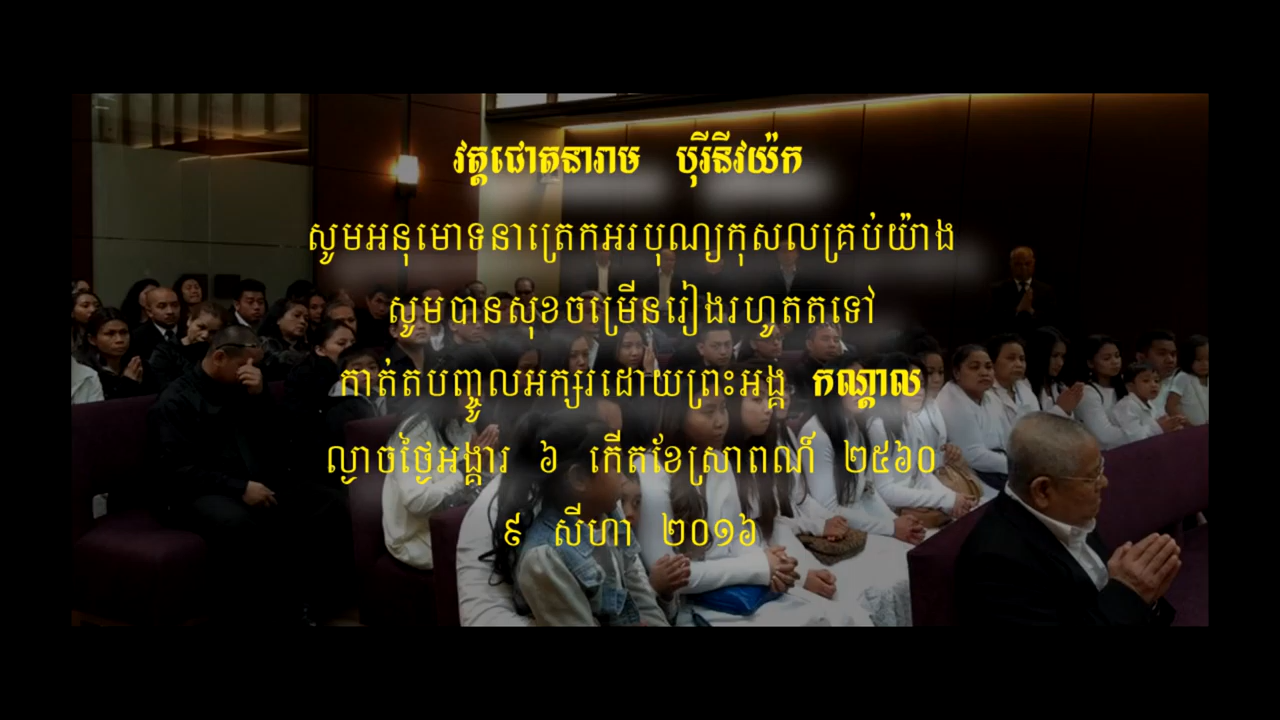 វត្តជោតនារាម បុរីនីវយ៉ក
សូមអនុមោទនាត្រេកអរបុណ្យកុសលគ្រប់យ៉ាង
សូមបានសុខចម្រើនរៀងរហូតតទៅ
កាត់តបញ្ចូលអក្សរដោយព្រះអង្គ កណ្ដាល
ល្ងាចថ្ងៃអង្គារ ៦ កើតខែស្រាពណ៍ ២៥៦០
៩ សីហា ២០១៦